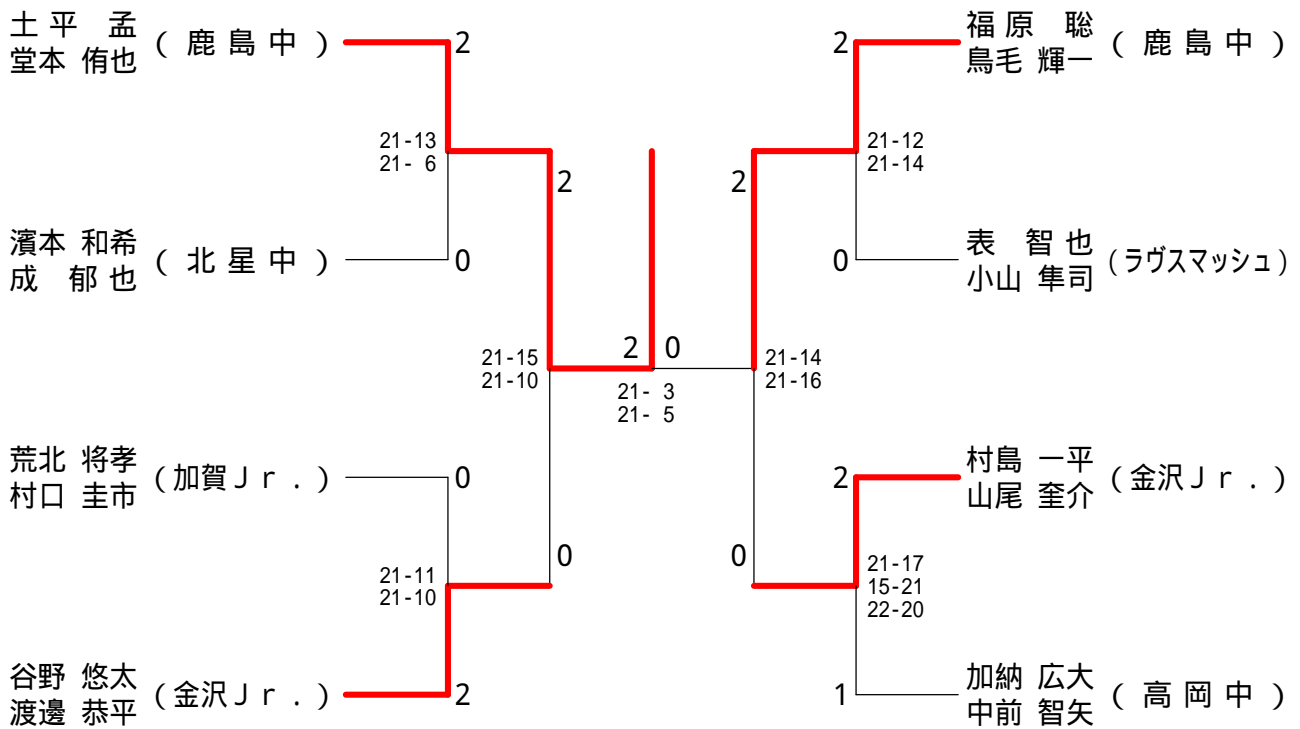 土 平 孟
堂本 侑也
( 鹿 島 中 )
2
21-13
21- 6
濱本 和希
成 郁 也
( 北 星 中 )
0
2
21-15
21-10
荒北 将孝
村口 圭市
(加賀Ｊｒ．)
0
21-11
21-10
0
谷野 悠太
渡邊 恭平
(金沢Ｊｒ．)
2
2 0
21- 3
21- 5
福 原 聡
鳥毛 輝一
( 鹿 島 中 )
2
21-12
21-14
表 智 也
小山 隼司
(ラヴスマッシュ)
0
2
21-14
21-16
村島 一平
山尾 奎介
(金沢Ｊｒ．)
2
0
21-17
15-21
22-20
加納 広大
中前 智矢
( 高 岡 中 )
1